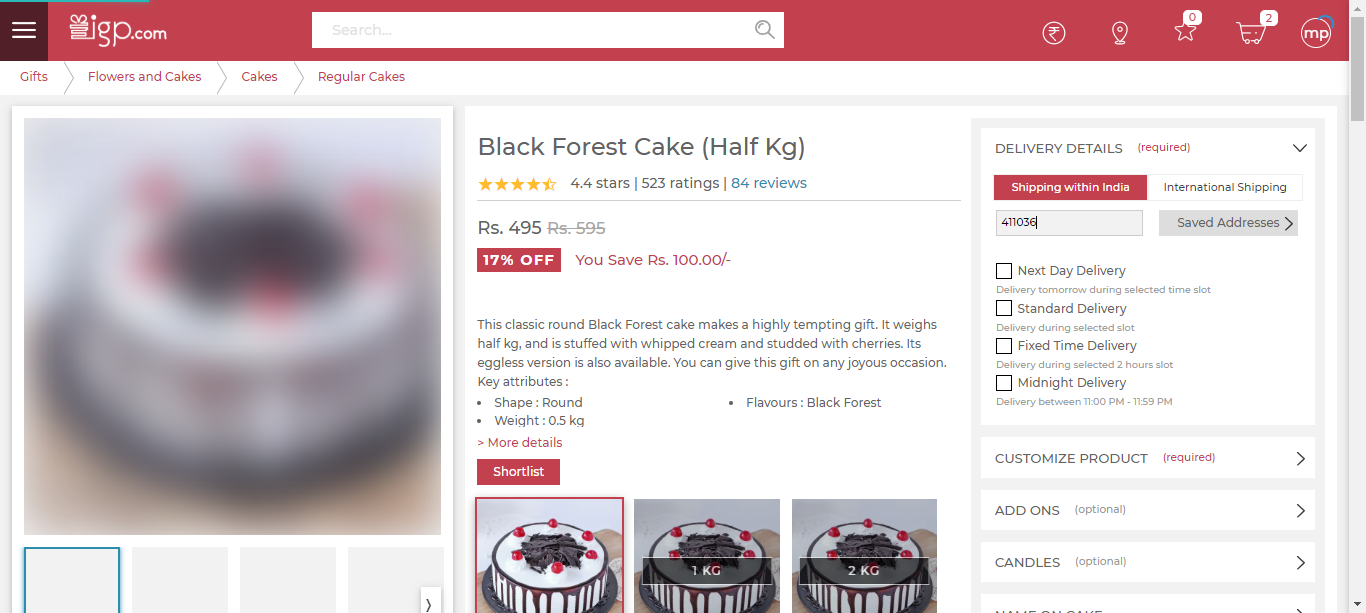 igp.com
Search...
0
2
mp
Gifts
Flowers and Cakes
Cakes
Regular Cakes
Black Forest Cake (Half Kg)
4.4 stars | 523 ratings | 84 reviews
Rs. 495 Rs. 595
17% OFF You Save Rs. 100.00/-
This classic round Black Forest cake makes a highly tempting gift. It weighs
half kg, and is stuffed with whipped cream and studded with cherries. Its
eggless version is also available. You can give this gift on any joyous occasion.
Key attributes :
• Shape : Round
• Flavours : Black Forest
• Weight : 0.5 kg
> More details
Shortlist
1 KG
2 KG
DELIVERY DETAILS (required)
Shipping within India
International Shipping
411036
Saved Addresses
Next Day Delivery
Delivery tomorrow during selected time slot
Standard Delivery
Delivery during selected slot
Fixed Time Delivery
Delivery during selected 2 hours slot
Midnight Delivery
Delivery between 11:00 PM - 11:59 PM
CUSTOMIZE PRODUCT (required)
ADD ONS (optional)
CANDLES (optional)
NAME ON CAKE